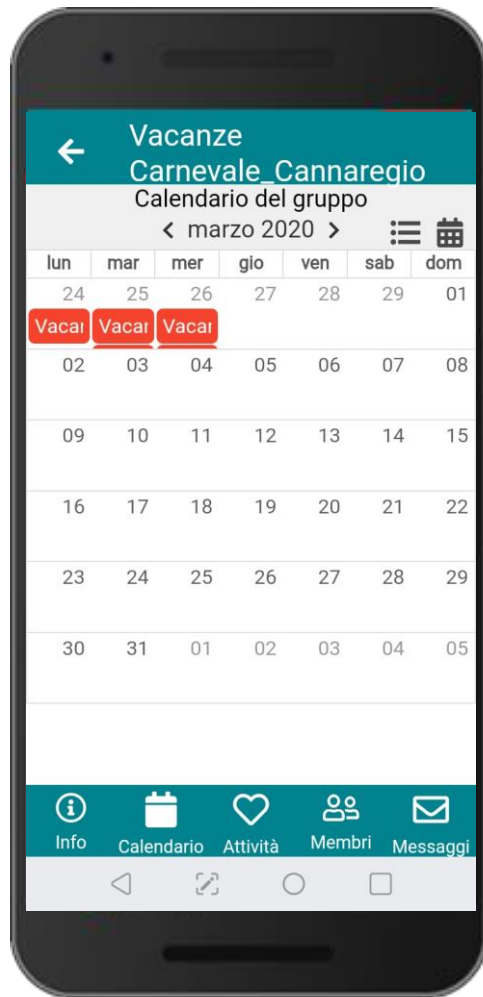 Vacanze
Carnevale_Cannaregio
Calendario del gruppo
marzo 2020
lun mar mer gio ven sab dom
24 25 26 27 28 29 01
Vacar Vacar Vacar
02 03 04 05 06 07 08
09 10 11 12 13 14 15
16 17 18 19 20 21 22
23 24 25 26 27 28 29
30 31 01 02 03 04 05
Info Calendario Attività Membri Messaggi